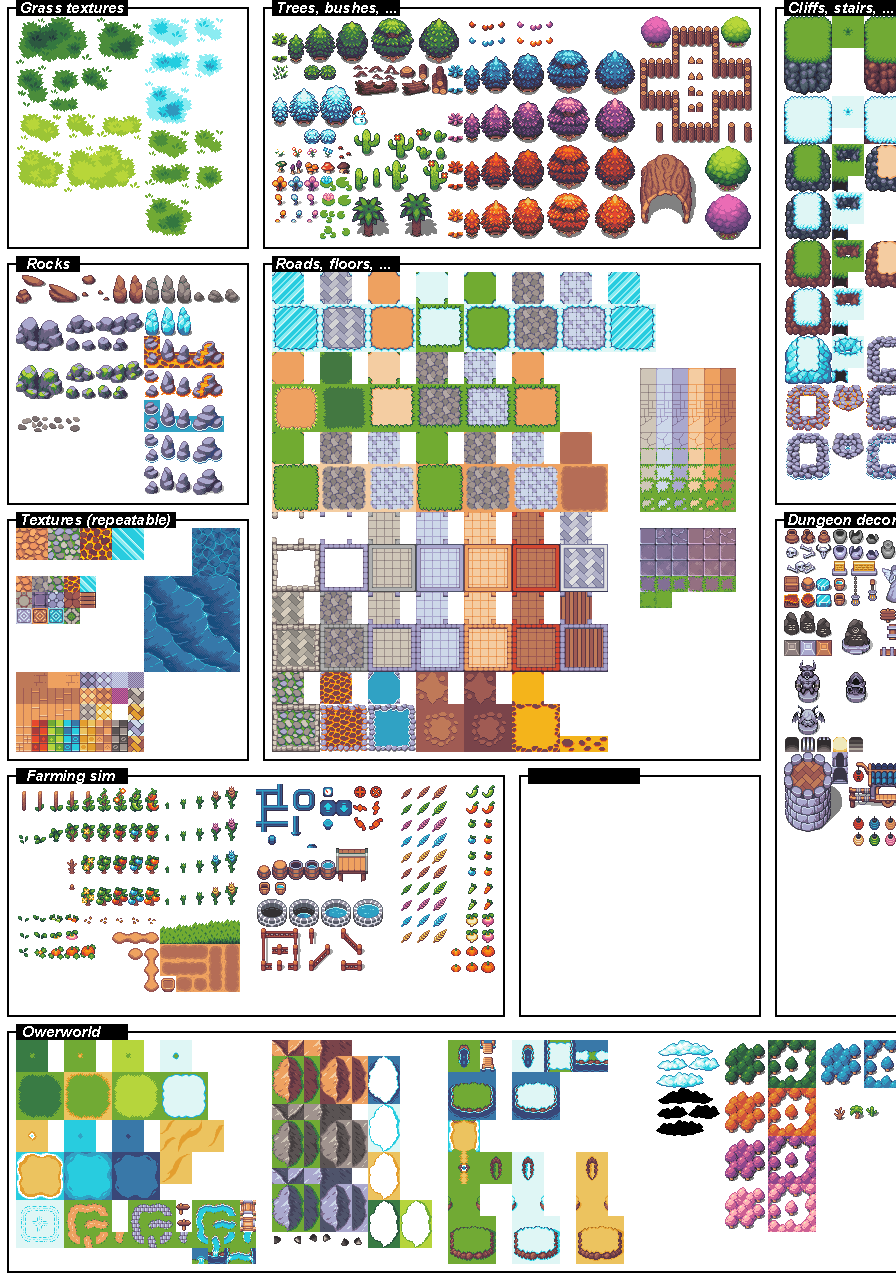 Grass textures
Trees, bushes, ...
Cliffs, stairs, ...
Rocks
Roads, floors, ...
Textures (repeatable)
Dungeon decor
Farming sim
Owerworld